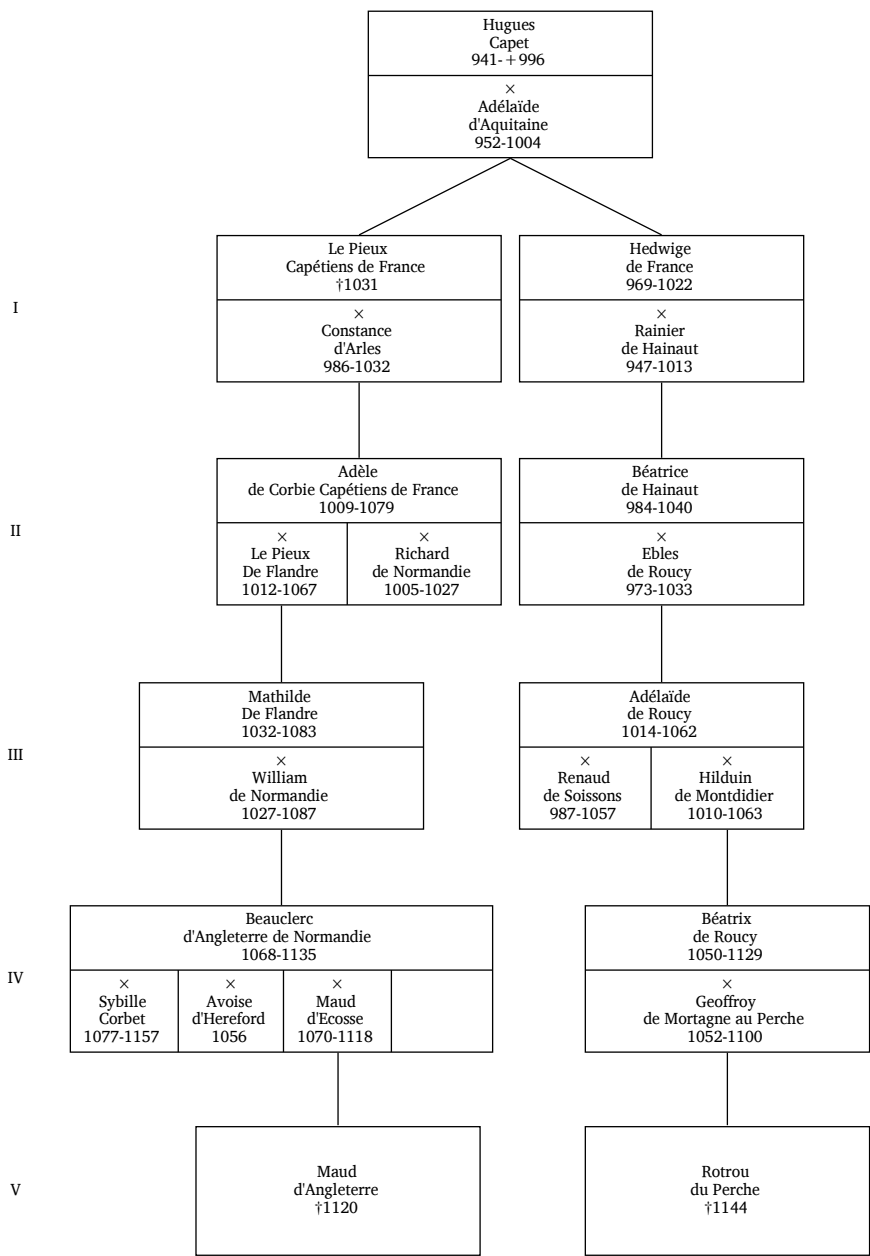 Hugues
Capet
941-+996
×
Adélaïde
d'Aquitaine
952-1004
I
Le Pieux
Capétiens de France
†1031
×
Constance
d'Arles
986-1032
Hedwige
de France
969-1022
×
Rainier
de Hainaut
947-1013
II
Adèle
de Corbie Capétiens de France
1009-1079
×
Le Pieux
De Flandre
1012-1067
×
Richard
de Normandie
1005-1027
Béatrice
de Hainaut
984-1040
×
Ebles
de Roucy
973-1033
III
Mathilde
De Flandre
1032-1083
×
William
de Normandie
1027-1087
Adélaïde
de Roucy
1014-1062
×
Renaud
de Soissons
987-1057
×
Hilduin
de Montdidier
1010-1063
IV
Beauclerc
d'Angleterre de Normandie
1068-1135
×
Sybille
Corbet
1077-1157
×
Avoise
d'Hereford
1056
×
Maud
d'Ecosse
1070-1118
Béatrix
de Roucy
1050-1129
×
Geoffroy
de Mortagne au Perche
1052-1100
V
Maud
d'Angleterre
†1120
Rotrou
du Perche
†1144